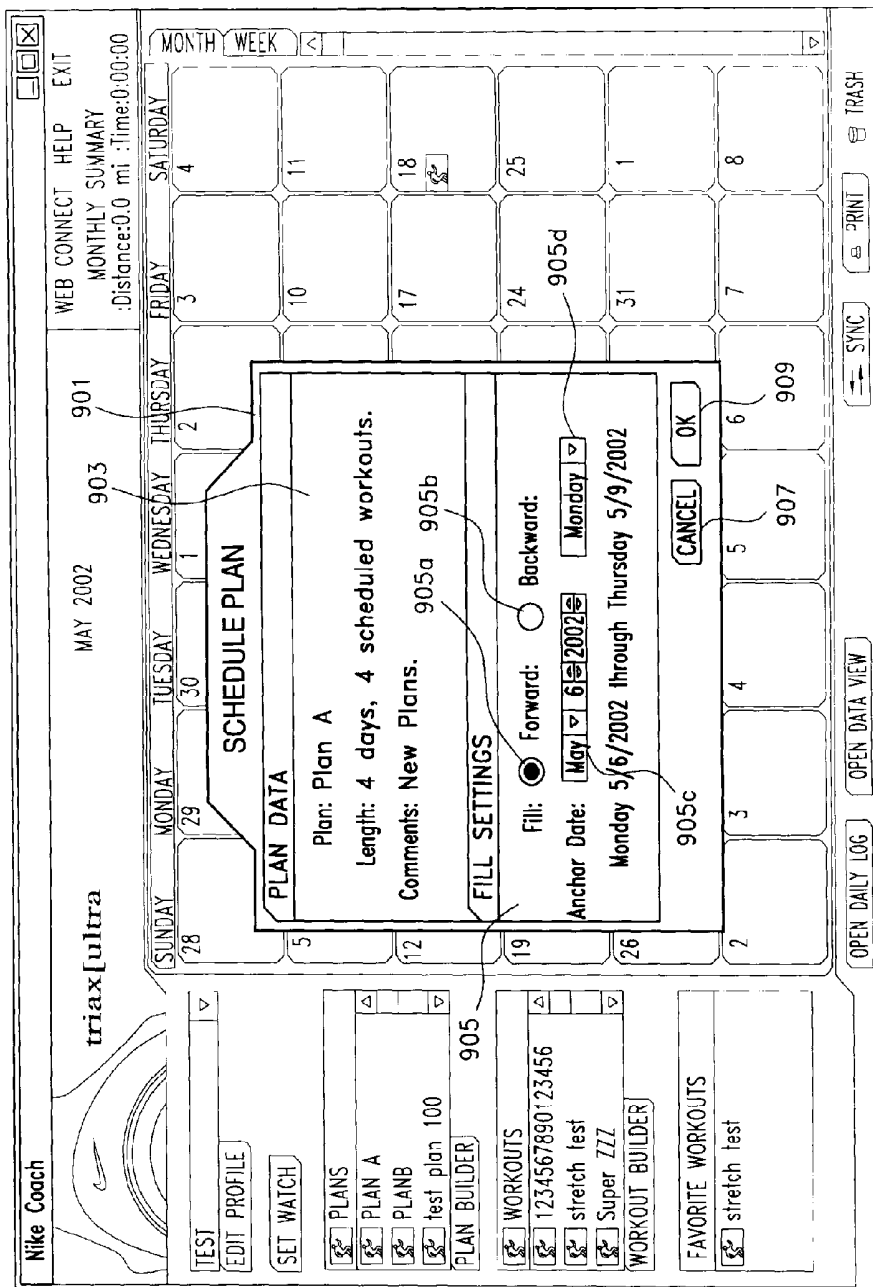 Nike Coach
triax[ultra
MAY 2002
WEB CONNECT HELP EXIT
MONTHLY SUMMARY
:Distance:0.0 mi :Time:0:00:00
TEST
EDIT PROFILE
SET WATCH
PLANS
PLAN A
PLANB
test plan 100
PLAN BUILDER
WORKOUTS
1234567890123456
stretch test
Super ZZZ
WORKOUT BUILDER
FAVORITE WORKOUTS
stretch test
SUNDAY MONDAY TUESDAY WEDNESDAY THURSDAY FRIDAY SATURDAY
MONTH WEEK
28 29 30 1 2 3 4
5 10 11
12 17 18
19 24 25
26 31 1
2 3 4 5 6 7 8
SCHEDULE PLAN
PLAN DATA
Plan: Plan A
Length: 4 days, 4 scheduled workouts.
Comments: New Plans.
FILL SETTINGS
Fill: Forward: Backward:
Anchor Date: May 6 2002 Monday
Monday 5/6/2002 through Thursday 5/9/2002
CANCEL OK
901
903
905a
905b
905d
905
905c
907
909
OPEN DAILY LOG OPEN DATA VIEW SYNC PRINT TRASH